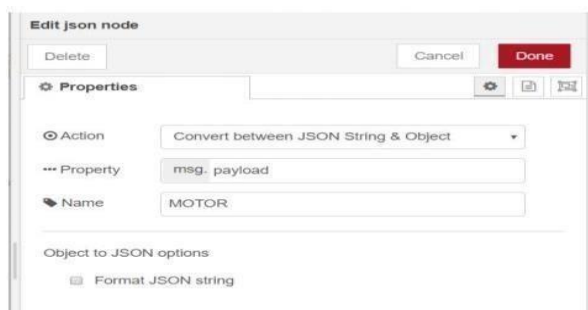 Edit json node
Delete Cancel Done
Properties
Action Convert between JSON String & Object
Property msg. payload
Name MOTOR
Object to JSON options
Format JSON string